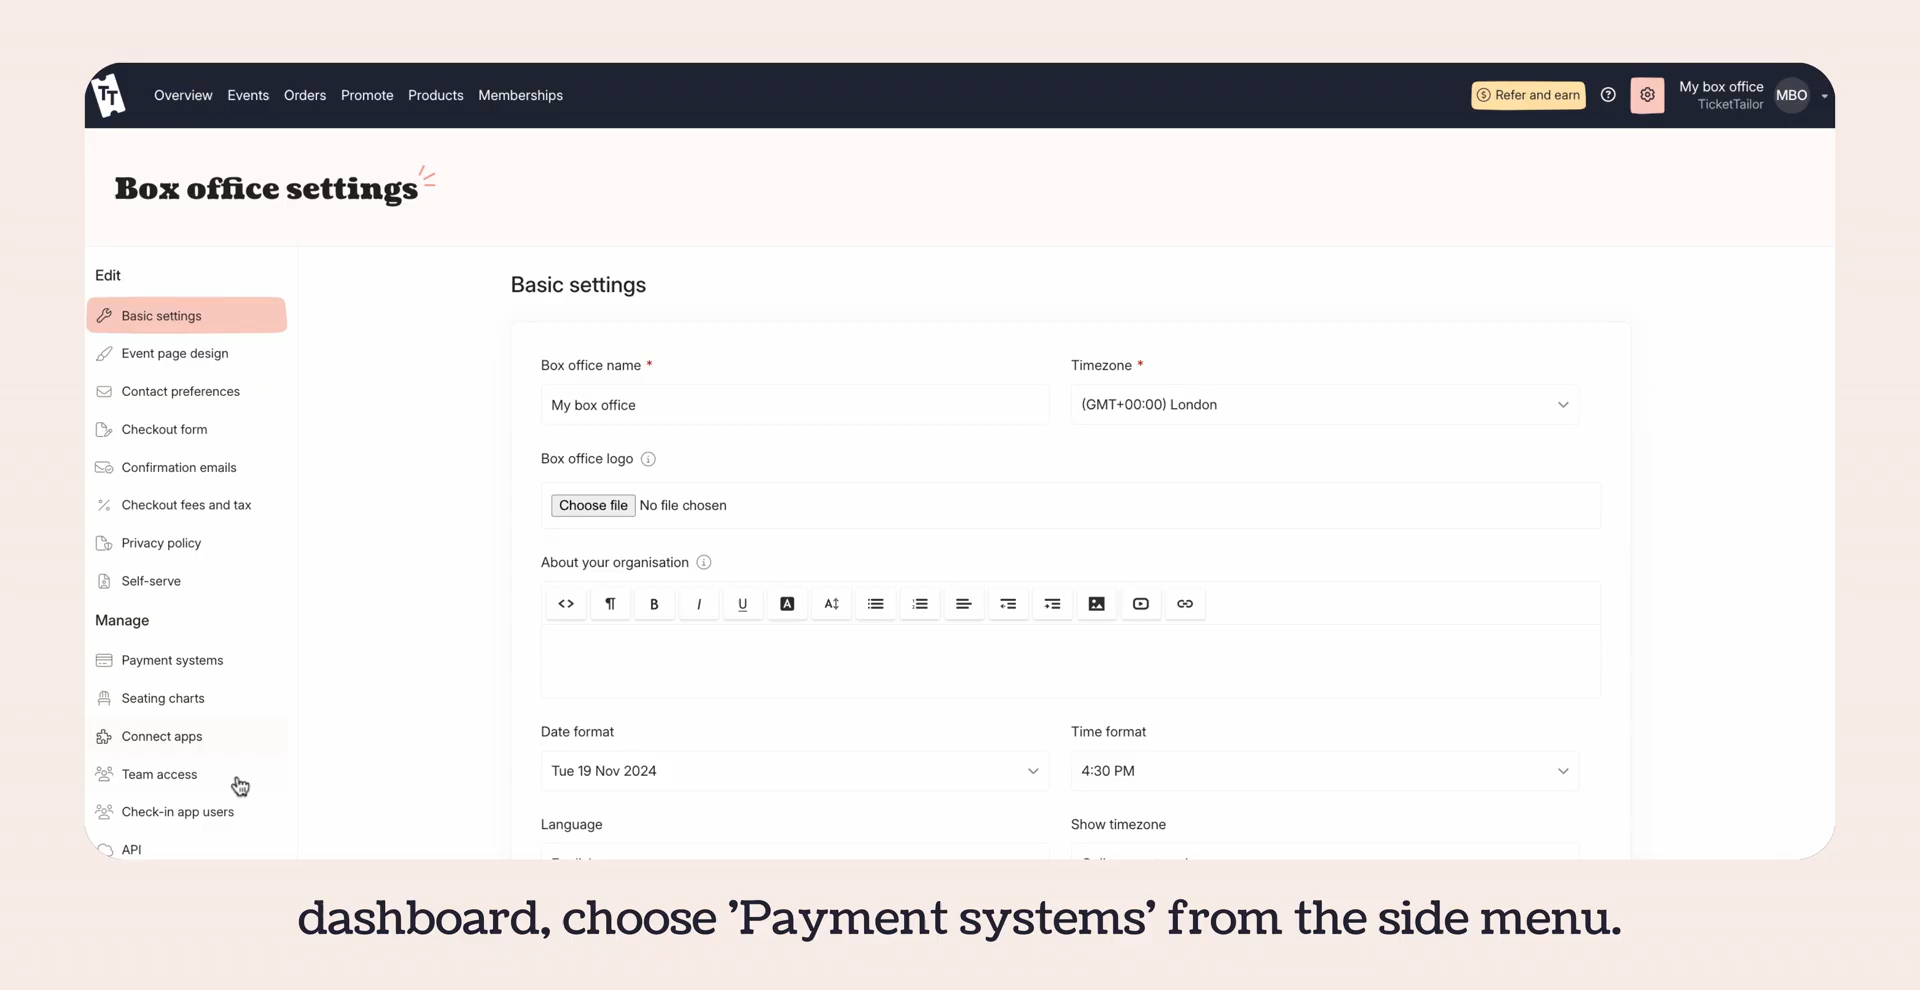 TT
Overview Events Orders Promote Products Memberships
Refer and earn
My box office
TicketTailor
MBO
Box office settings
Edit
Basic settings
Event page design
Contact preferences
Checkout form
Confirmation emails
Checkout fees and tax
Privacy policy
Self-serve
Manage
Payment systems
Seating charts
Connect apps
Team access
Check-in app users
API
Basic settings
Box office name *
My box office
Timezone *
(GMT+00:00) London
Box office logo
Choose file No file chosen
About your organisation
Date format
Tue 19 Nov 2024
Time format
4:30 PM
Language
Show timezone
dashboard, choose 'Payment systems' from the side menu.